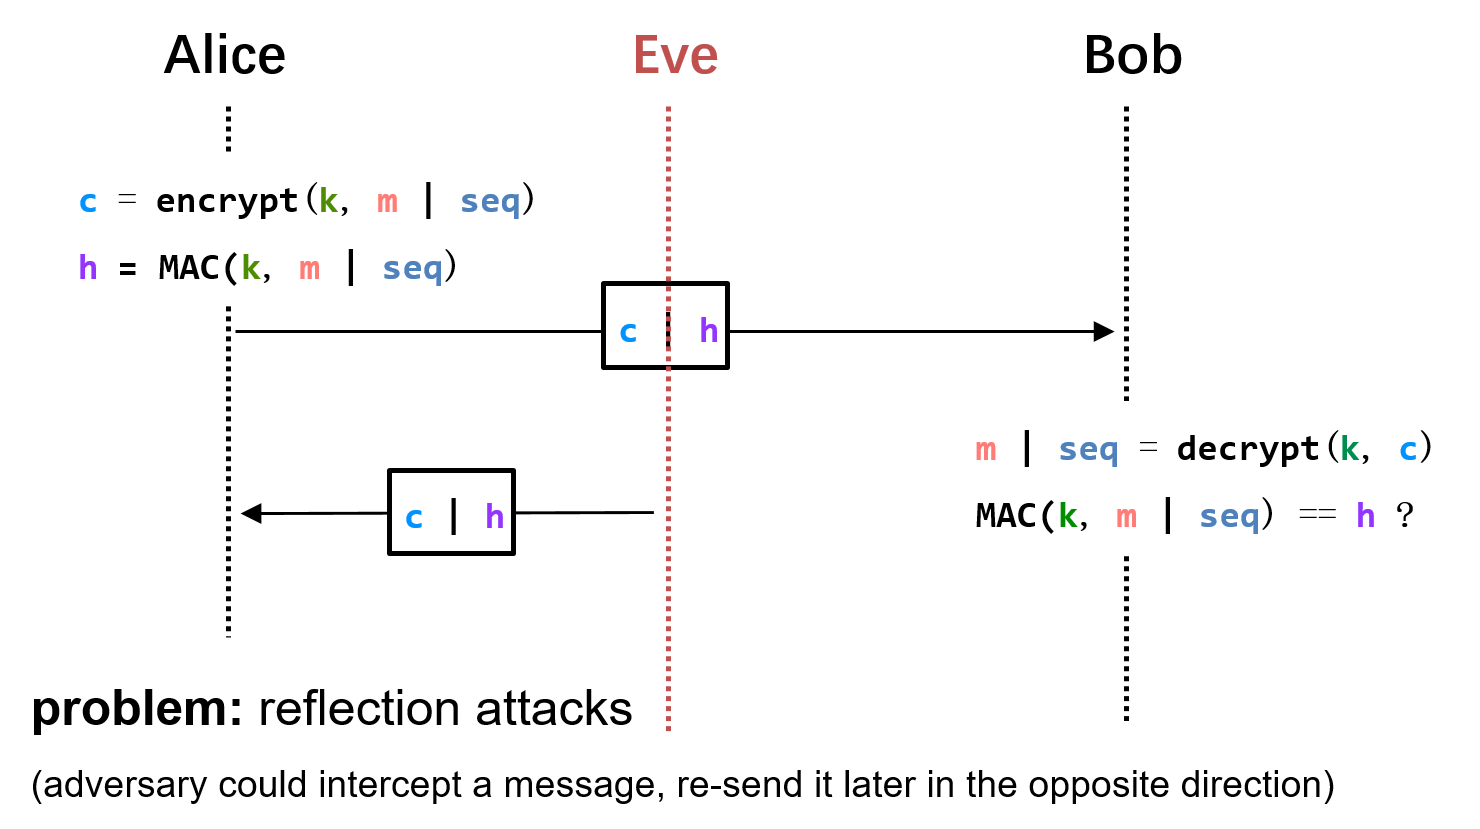 Alice Eve Bob
c = encrypt(k, m | seq)
h = MAC(k, m | seq)
c | h
m | seq = decrypt(k, c)
c | h
MAC(k, m | seq) == h ?
problem: reflection attacks
(adversary could intercept a message, re-send it later in the opposite direction)